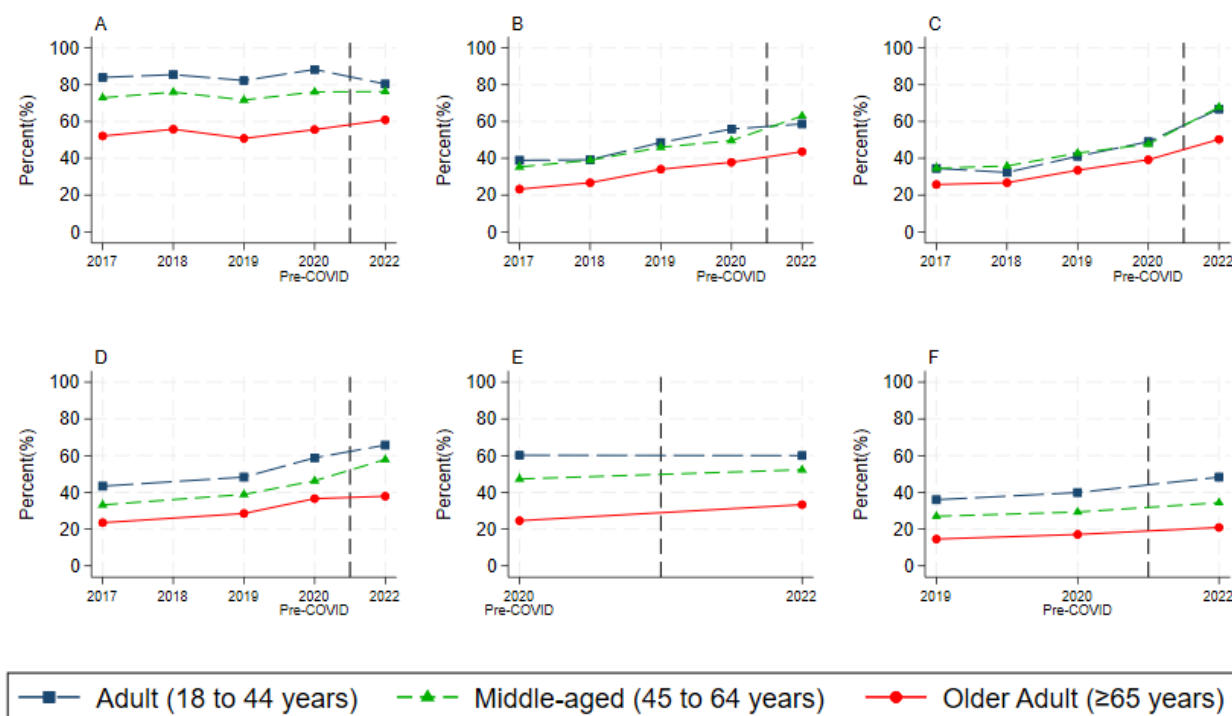 A
Percent(%)
100
80
60
40
20
0
2017 2018 2019 2020 2022
Pre-COVID
B
Percent(%)
100
80
60
40
20
0
2017 2018 2019 2020 2022
Pre-COVID
C
Percent(%)
100
80
60
40
20
0
2017 2018 2019 2020 2022
Pre-COVID
D
Percent(%)
100
80
60
40
20
0
2017 2018 2019 2020 2022
Pre-COVID
E
Percent(%)
100
80
60
40
20
0
2020 2022
Pre-COVID
F
Percent(%)
100
80
60
40
20
0
2019 2020 2022
Pre-COVID
Adult (18 to 44 years) Middle-aged (45 to 64 years) Older Adult (≥65 years)